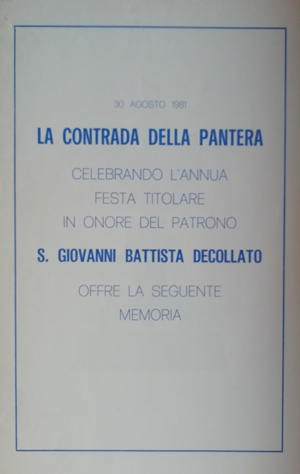 30 AGOSTO 1981
LA CONTRADA DELLA PANTERA
CELEBRANDO L'ANNUA
FESTA TITOLARE
IN ONORE DEL PATRONO
S. GIOVANNI BATTISTA DECOLLATO
OFFRE LA SEGUENTE
MEMORIA